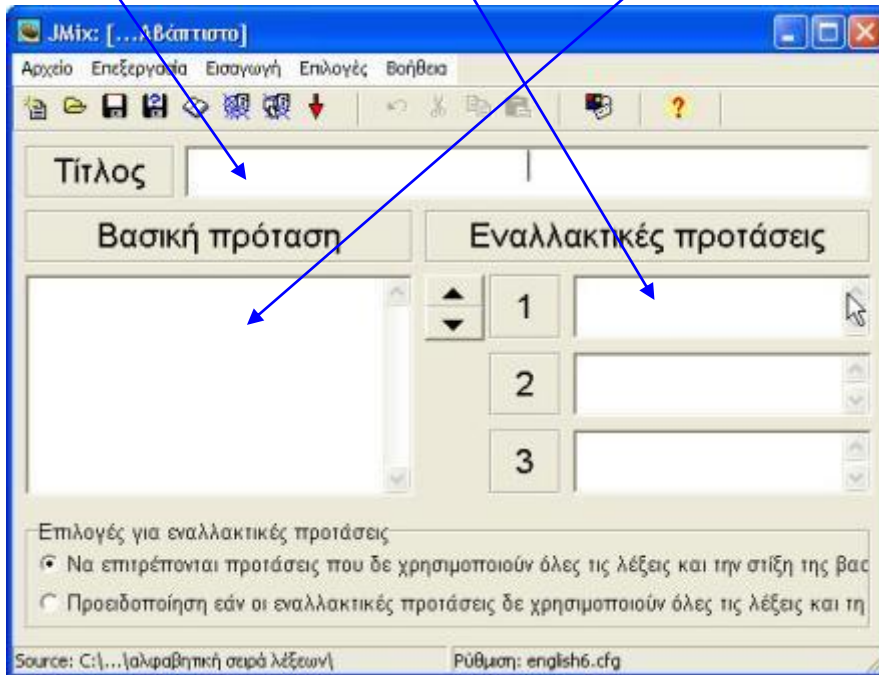 JMix: [...Αβάπτιστο]
Αρχείο Επεξεργασία Εισαγωγή Επιλογές Βοήθεια
Τίτλος
Βασική πρόταση Εναλλακτικές προτάσεις
1
2
3
Επιλογές για εναλλακτικές προτάσεις
Να επιτρέπονται προτάσεις που δε χρησιμοποιούν όλες τις λέξεις και την στίξη της βασ
Προειδοποίηση εάν οι εναλλακτικές προτάσεις δε χρησιμοποιούν όλες τις λέξεις και τη
Source: C:\...\αλφαβητική σειρά λέξεων\ Ρύθμιση: english6.cfg